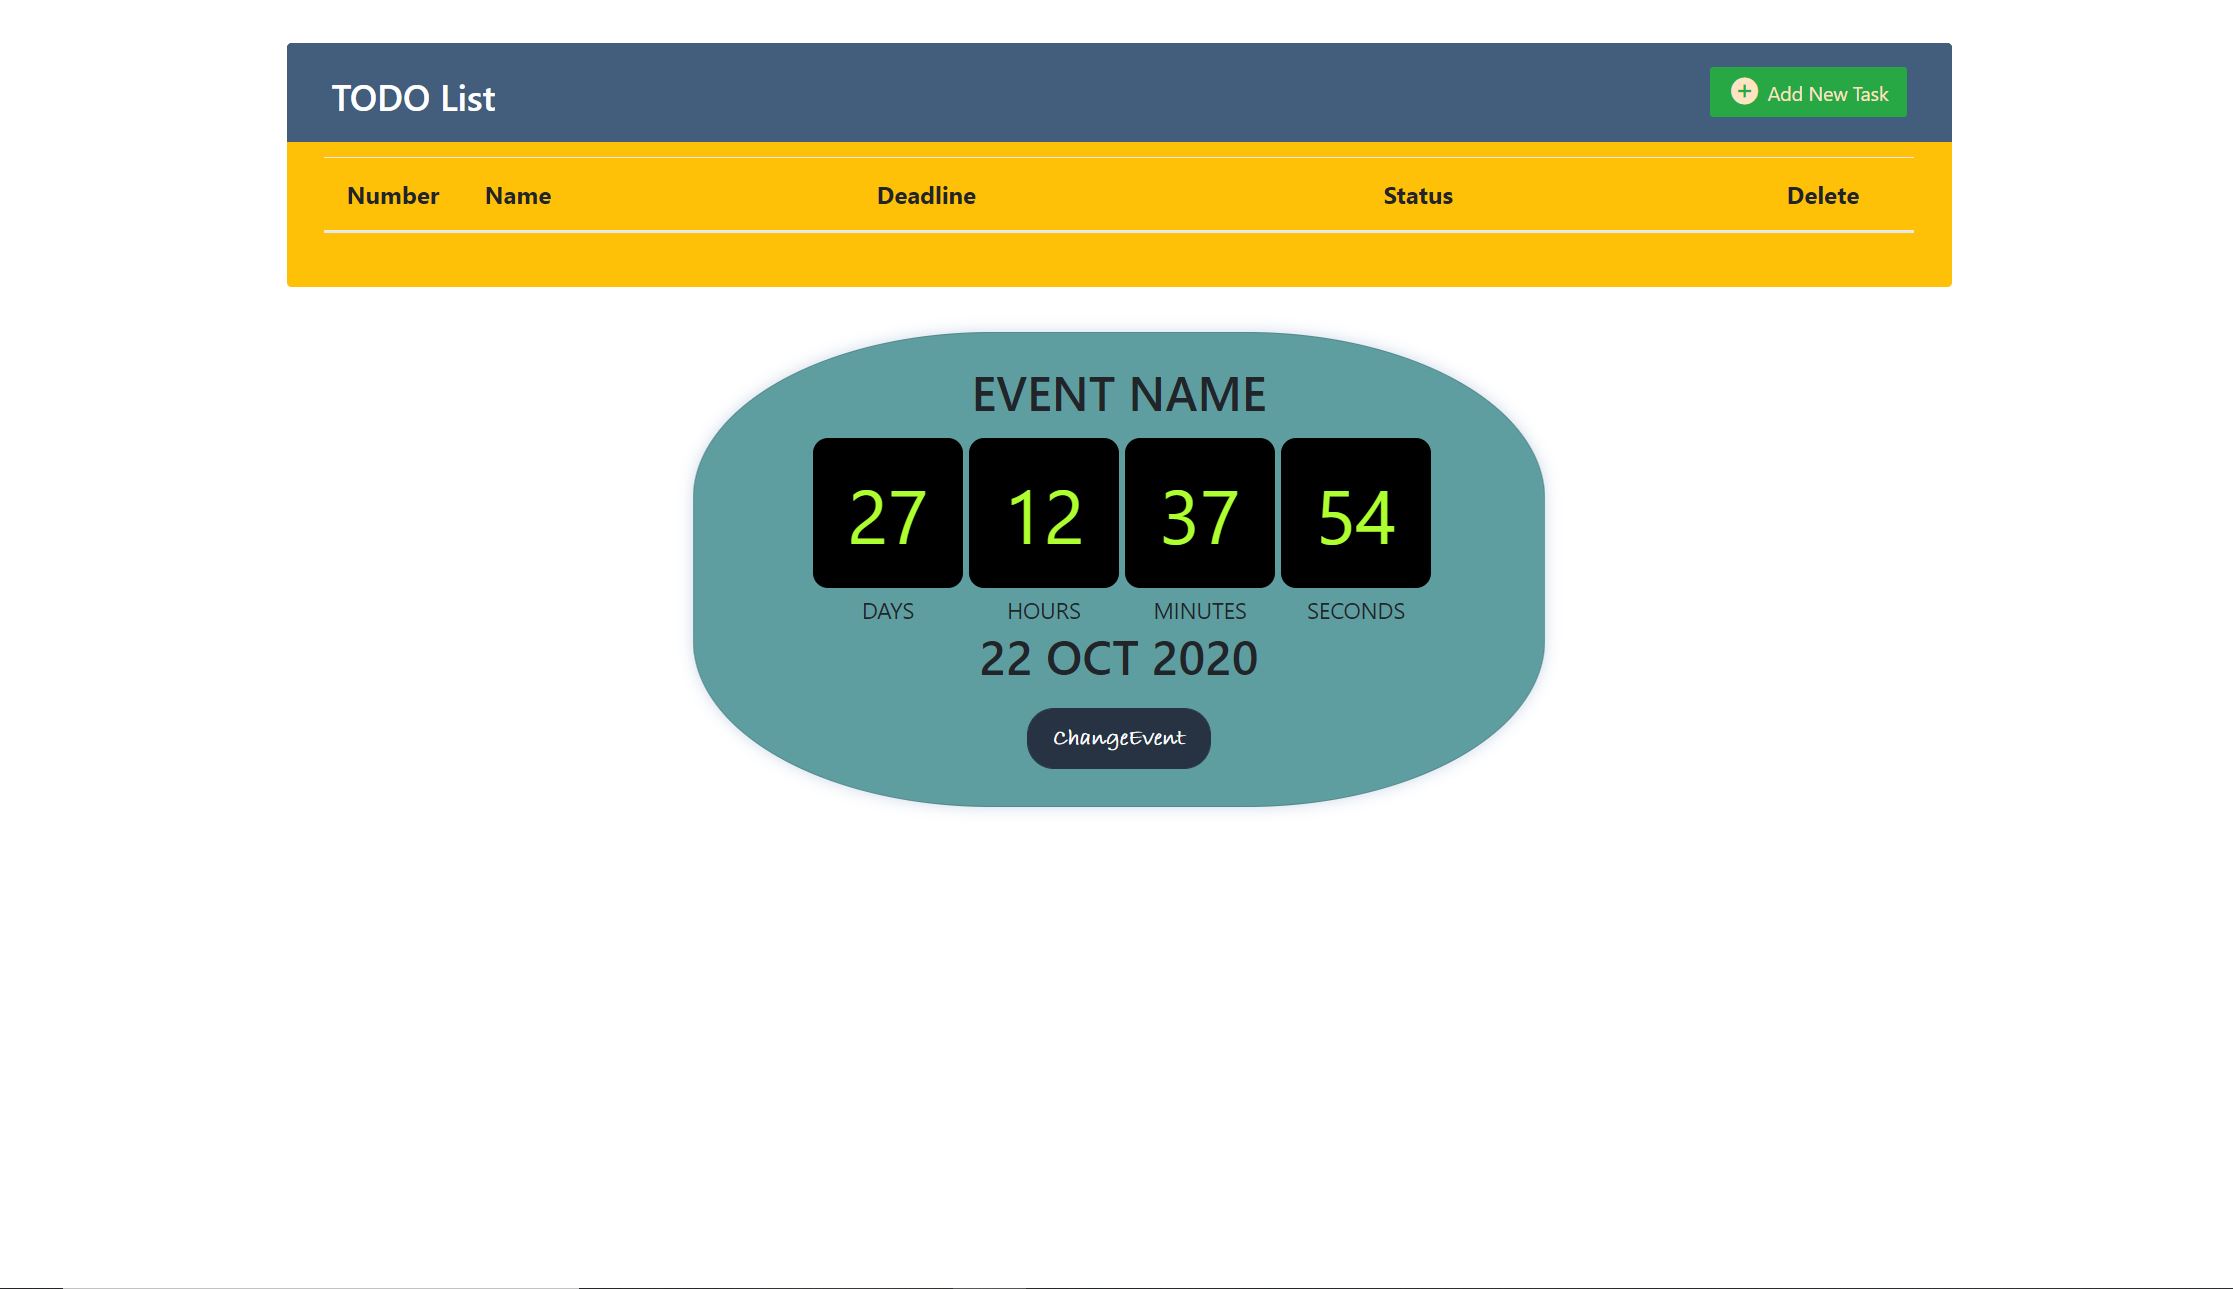 TODO List
Add New Task
Number Name Deadline Status Delete
EVENT NAME
27 12 37 54
DAYS HOURS MINUTES SECONDS
22 OCT 2020
ChangeEvent